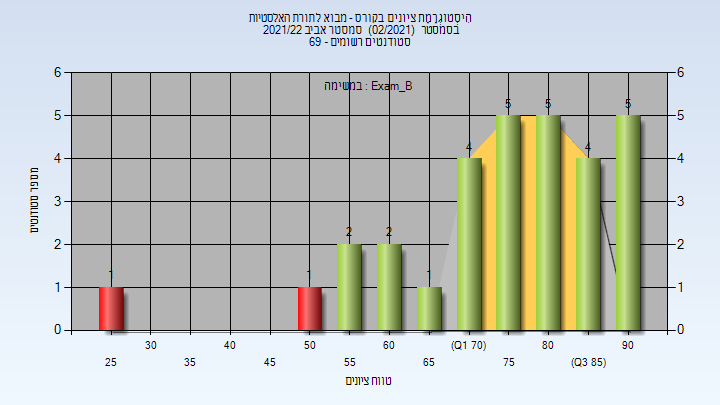 היסטוגרמת ציונים בקורס - מבוא לתורת האלסטיות
בסמסטר (02/2021) סמסטר אביב 2021/22
סטודנטים רשומים - 69
במשימה : Exam_B
מספר סטודנטים
6 5 4 3 2 1 0
6 5 4 3 2 1 0
1 1 2 2 1 4 5 5 4 5
30 40 50 60 (Q1 70) 80 90
25 35 45 55 65 75 (Q3 85)
טווח ציונים